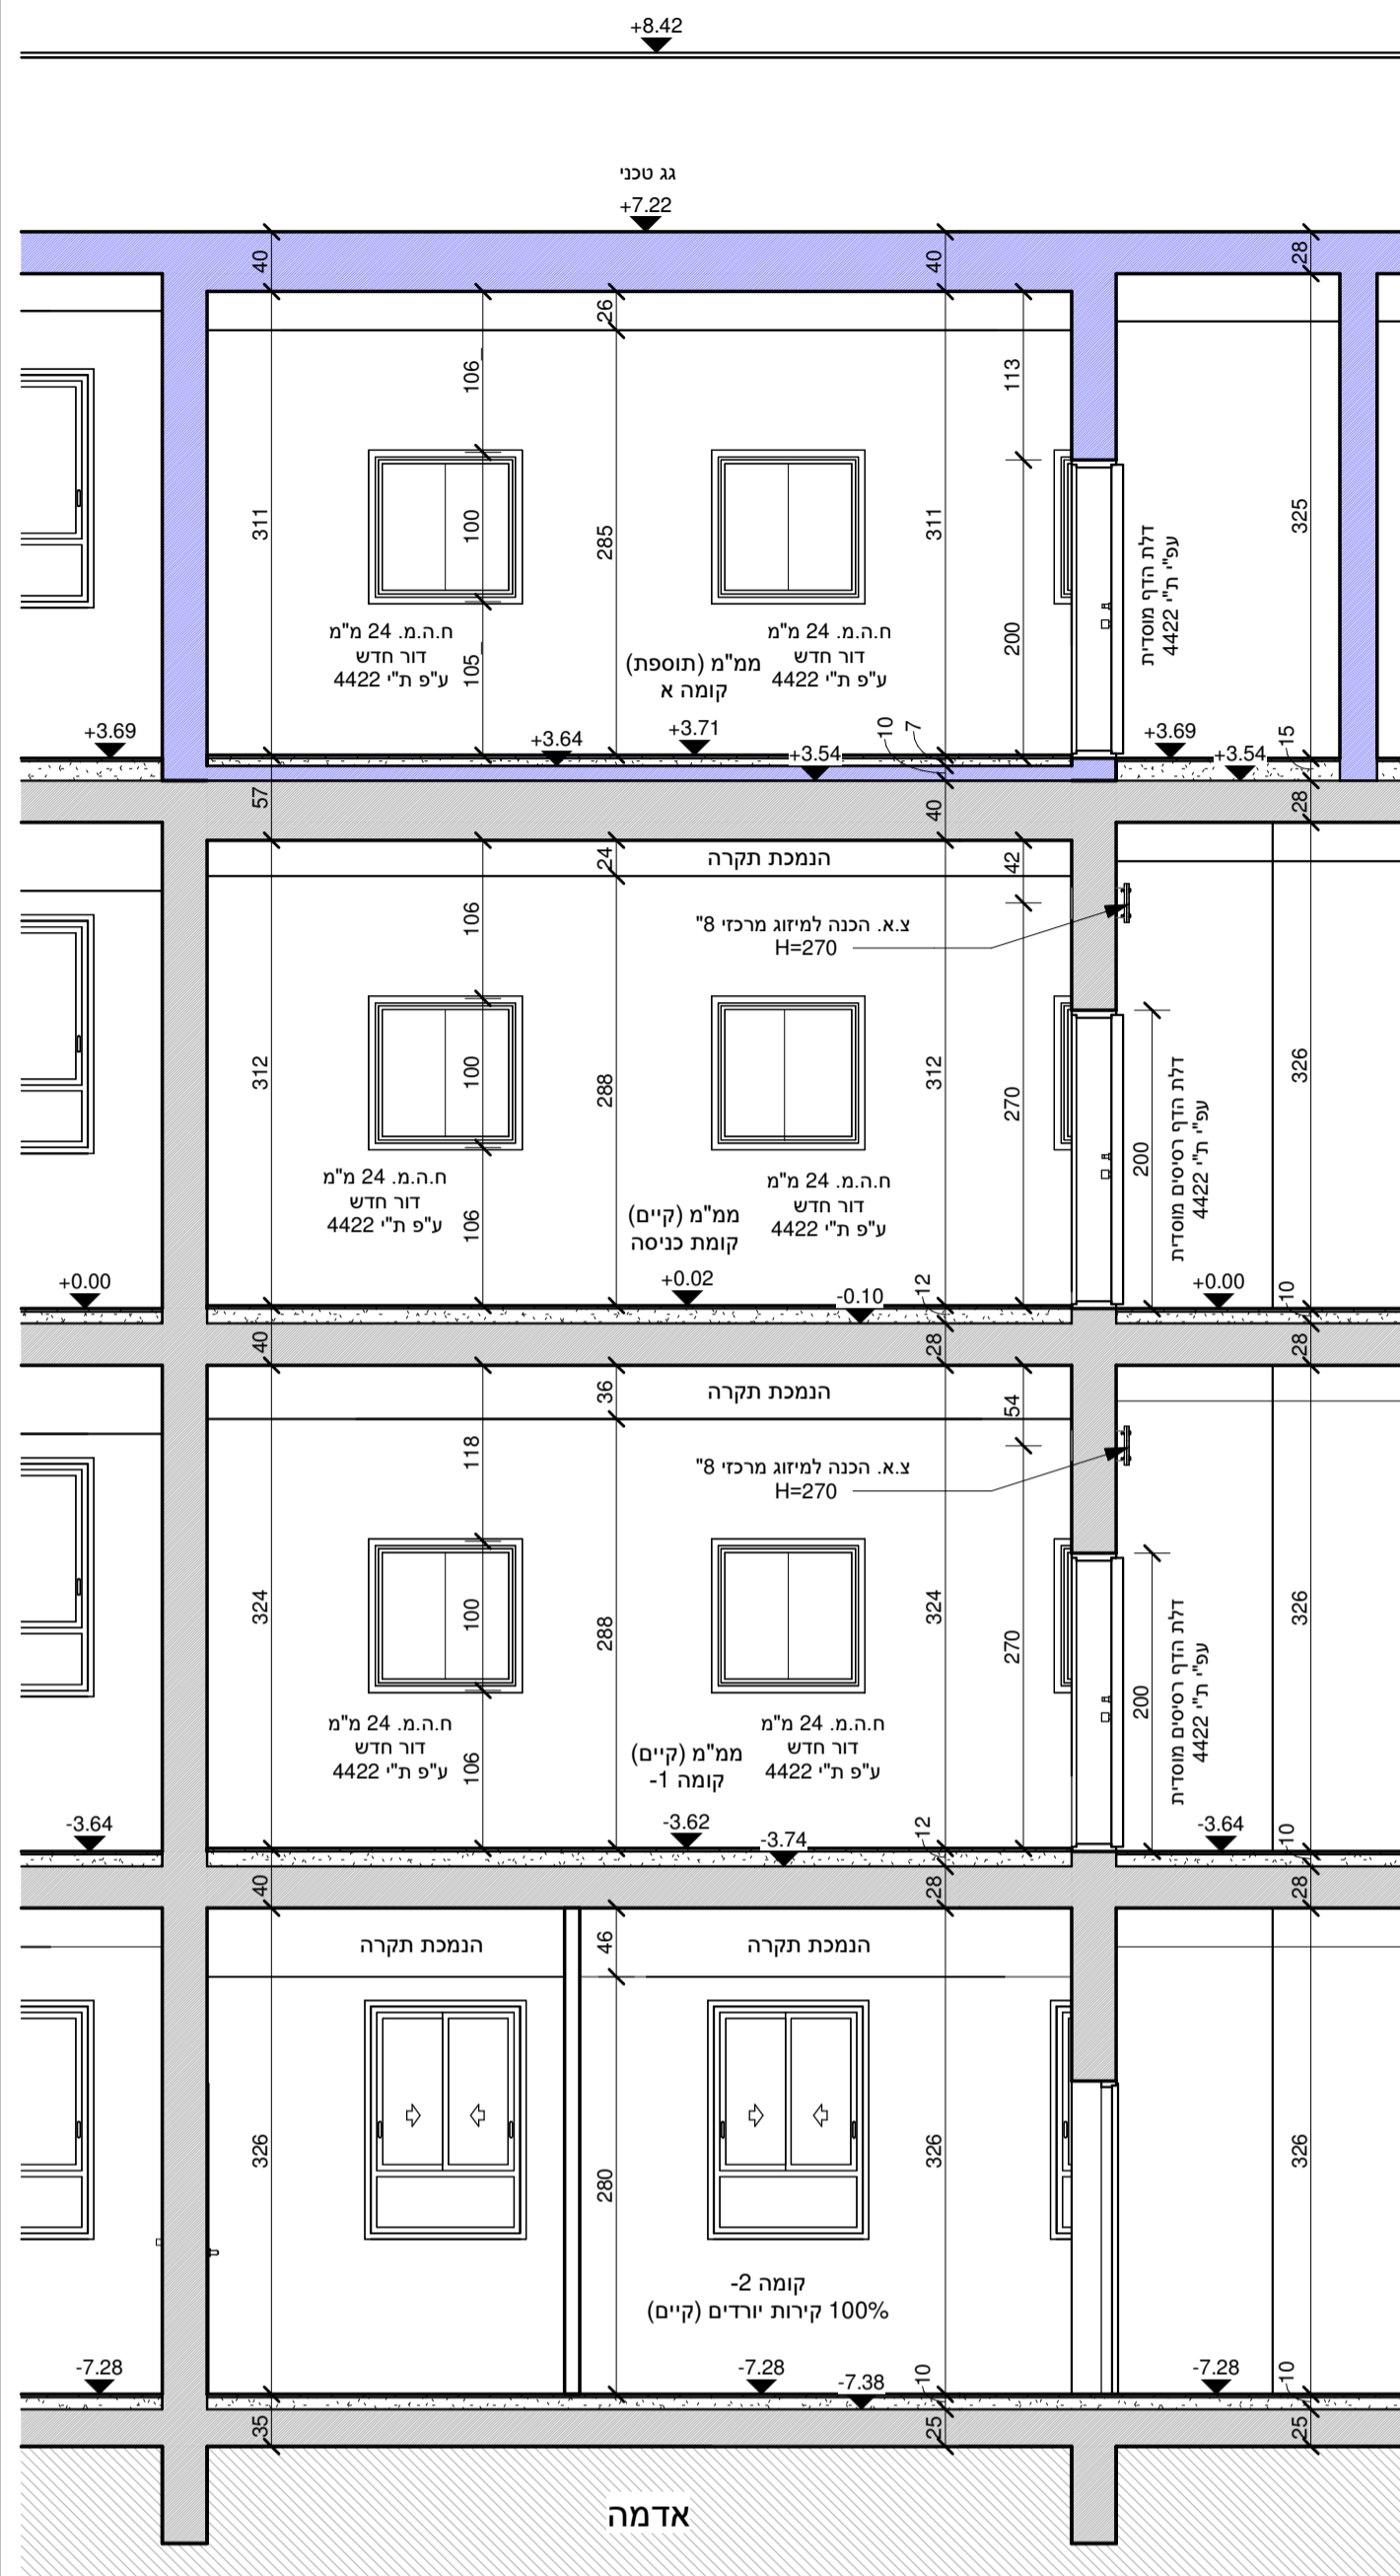 +8.42
גג טכני
+7.22
40
40
28
26
106
113
311
100
285
311
325
200
105
ח.ה.מ. 24 מ"מ
דור חדש
ע"פ ת"י 4422
ממ"מ (תוספת)
קומה א
ח.ה.מ. 24 מ"מ
דור חדש
ע"פ ת"י 4422
דלת הדף מוסדית
עפ"י ת"י 4422
+3.69
+3.64
+3.71
+3.54
10
7
+3.69
+3.54
15
57
40
28
24
הנמכת תקרה
42
106
צ.א. הכנה למיזוג מרכזי 8"
H=270
312
100
288
312
270
326
200
דלת הדף רסיסים מוסדית
עפ"י ת"י 4422
ח.ה.מ. 24 מ"מ
דור חדש
ע"פ ת"י 4422
106
ממ"מ (קיים)
קומת כניסה
ח.ה.מ. 24 מ"מ
דור חדש
ע"פ ת"י 4422
+0.00
+0.02
-0.10
12
+0.00
10
40
28
28
36
הנמכת תקרה
54
118
צ.א. הכנה למיזוג מרכזי 8"
H=270
324
100
288
324
270
326
200
דלת הדף רסיסים מוסדית
עפ"י ת"י 4422
ח.ה.מ. 24 מ"מ
דור חדש
ע"פ ת"י 4422
106
ממ"מ (קיים)
קומה 1-
ח.ה.מ. 24 מ"מ
דור חדש
ע"פ ת"י 4422
-3.64
-3.62
-3.74
12
-3.64
10
40
28
28
הנמכת תקרה
46
הנמכת תקרה
326
280
326
326
קומה 2-
100% קירות יורדים (קיים)
-7.28
-7.28
-7.38
10
-7.28
10
35
25
25
אדמה